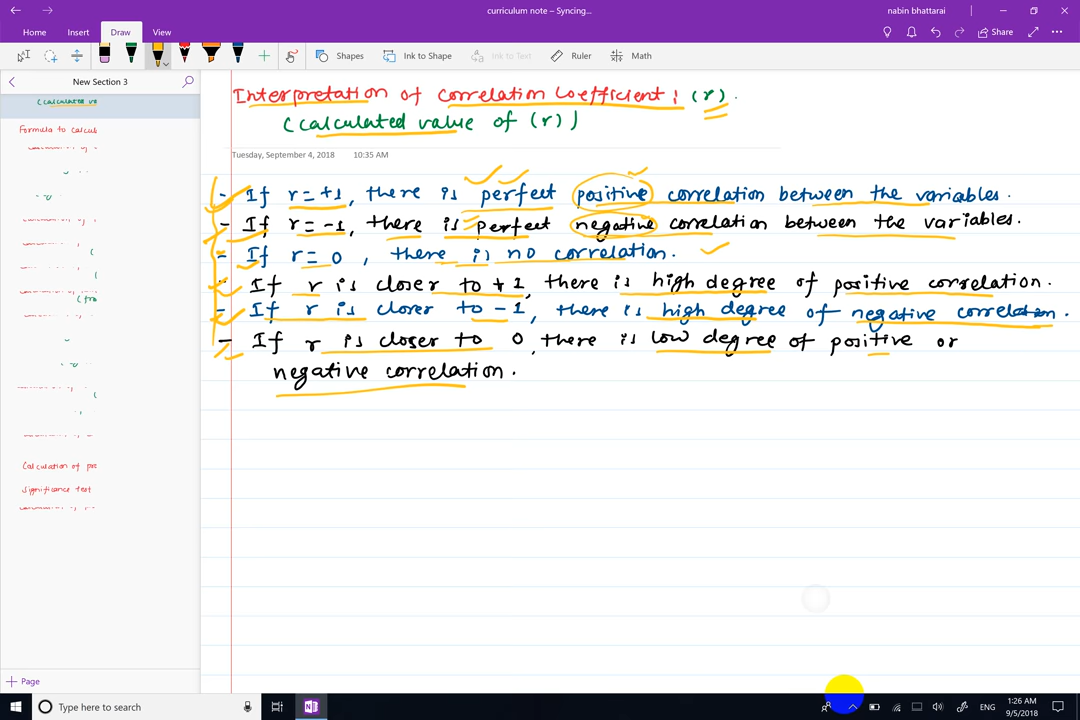 curriculum note – Syncing...
nabin bhattarai
Home Insert Draw View
Share
Shapes Ink to Shape Ink to Text Ruler Math
New Section 3
(calculated va
Formula to calcul
Calculation of pr
Significance test
+ Page
Interpretation of correlation coefficient : (r).
(calculated value of (r))
Tuesday, September 4, 2018 10:35 AM
- If r = +1, there is perfect positive correlation between the variables.
- If r = -1, there is perfect negative correlation between the variables.
- If r = 0, there is no correlation.
- If r is closer to +1, there is high degree of positive correlation.
- If r is closer to -1, there is high degree of negative correlation.
- If r is closer to 0, there is low degree of positive or
negative correlation.
Type here to search
ENG
1:26 AM
9/5/2018